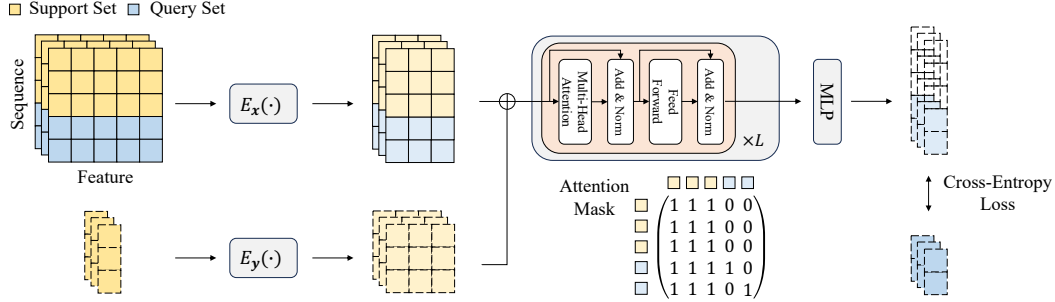 Support Set
Query Set
Sequence
Feature
E_x(·)
E_y(·)
Multi-Head
Attention
Add & Norm
Feed
Forward
Add & Norm
×L
MLP
Attention
Mask
1 1 1 0 0
1 1 1 0 0
1 1 1 0 0
1 1 1 1 0
1 1 1 0 1
Cross-Entropy
Loss